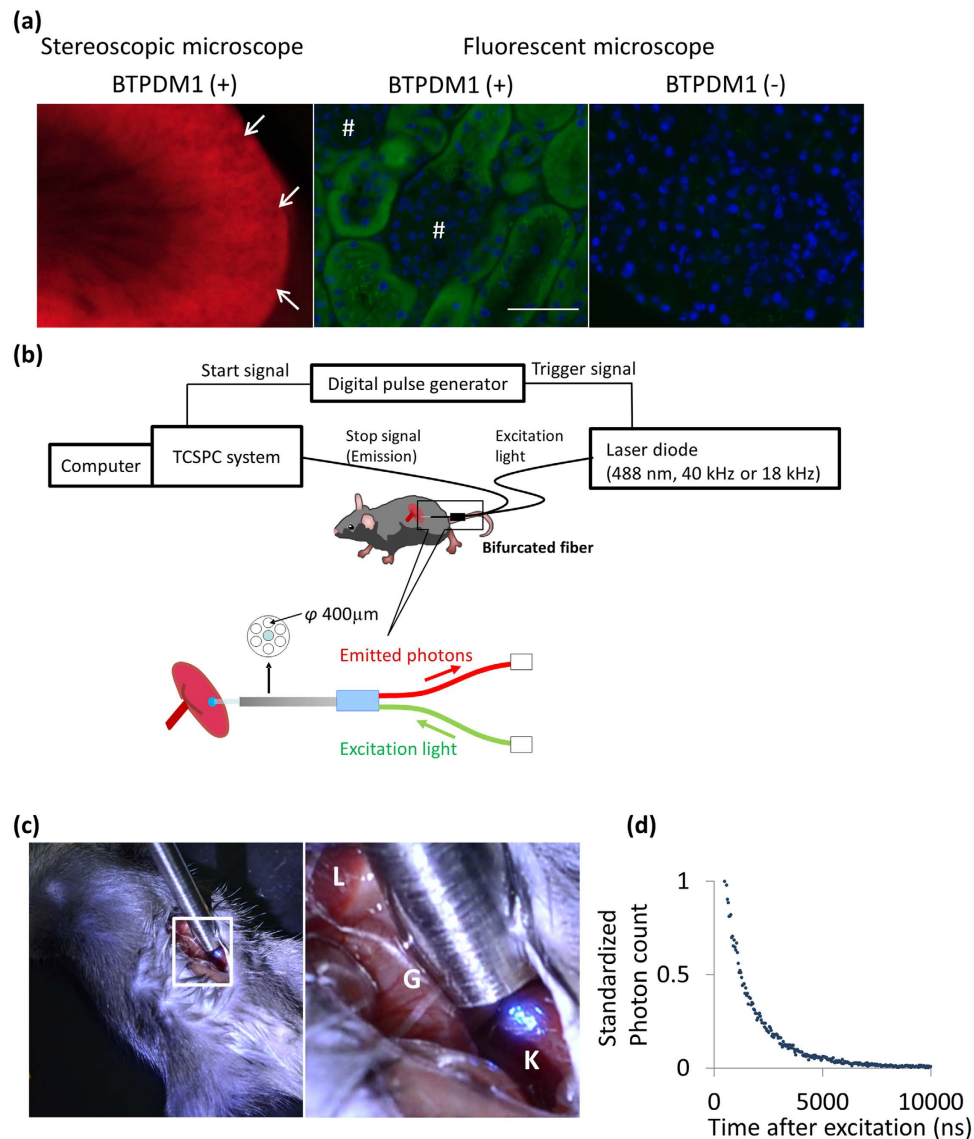 (a)
Stereoscopic microscope Fluorescent microscope
BTPDM1 (+) BTPDM1 (+) BTPDM1 (-)
#
#
(b)
Start signal Digital pulse generator Trigger signal
Computer TCSPC system Stop signal (Emission) Excitation light Laser diode (488 nm, 40 kHz or 18 kHz)
Bifurcated fiber
φ 400μm
Emitted photons
Excitation light
(c) (d)
L
G
K
Standardized
Photon count
1
0.5
0
0 5000 10000
Time after excitation (ns)